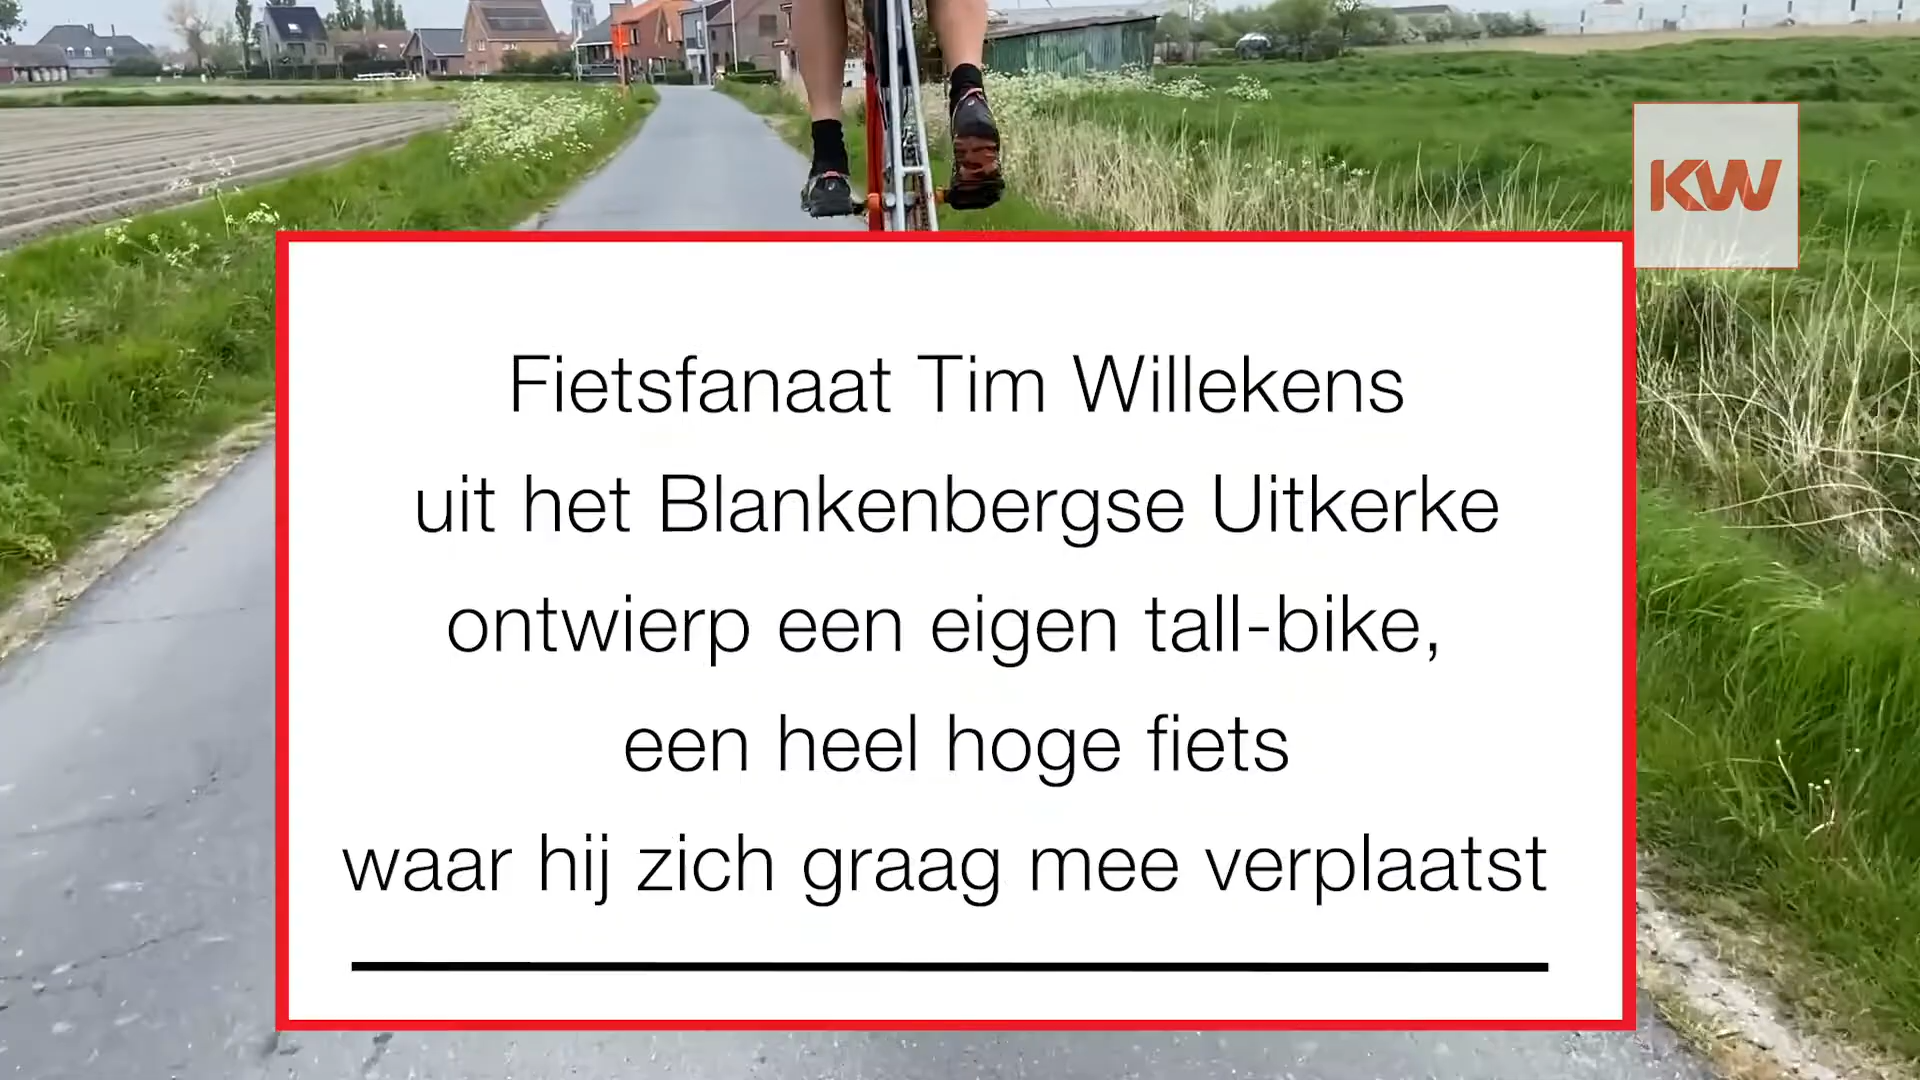 KW
Fietsfanaat Tim Willekens
uit het Blankenbergse Uitkerke
ontwierp een eigen tall-bike,
een heel hoge fiets
waar hij zich graag mee verplaatst